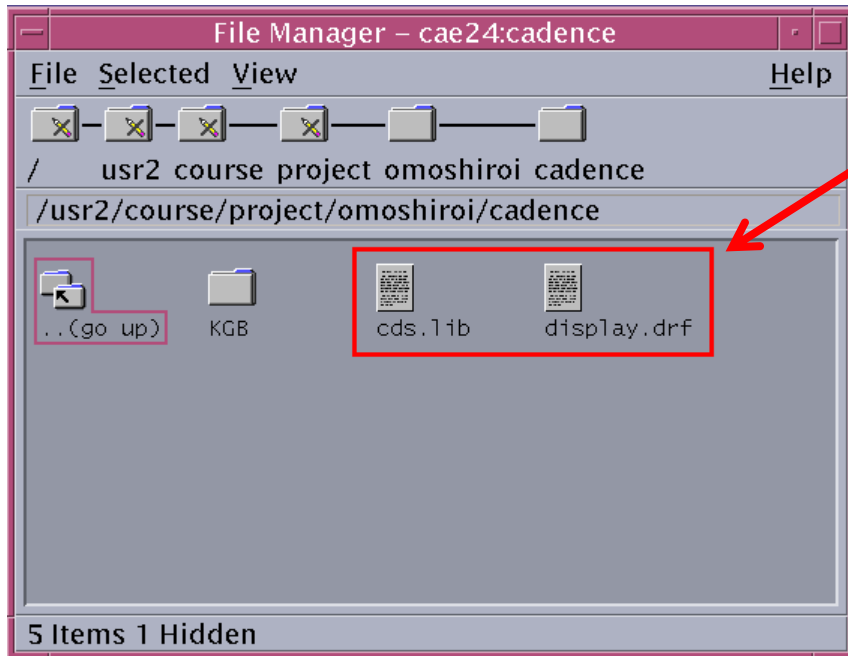 File Manager – cae24:cadence
File Selected View Help
/ usr2 course project omoshiroi cadence
/usr2/course/project/omoshiroi/cadence
..(go up) KGB cds.lib display.drf
5 Items 1 Hidden